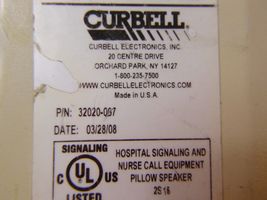 CURBELL
CURBELL ELECTRONICS, INC.
20 CENTRE DRIVE
ORCHARD PARK, NY 14127
1-800-235-7500
WWW.CURBELLELECTRONICS.COM
Made in U.S.A.
P/N: 32020-067
DATE: 03/28/08
SIGNALING
C UL US
LISTED
HOSPITAL SIGNALING AND
NURSE CALL EQUIPMENT
PILLOW SPEAKER
2S16